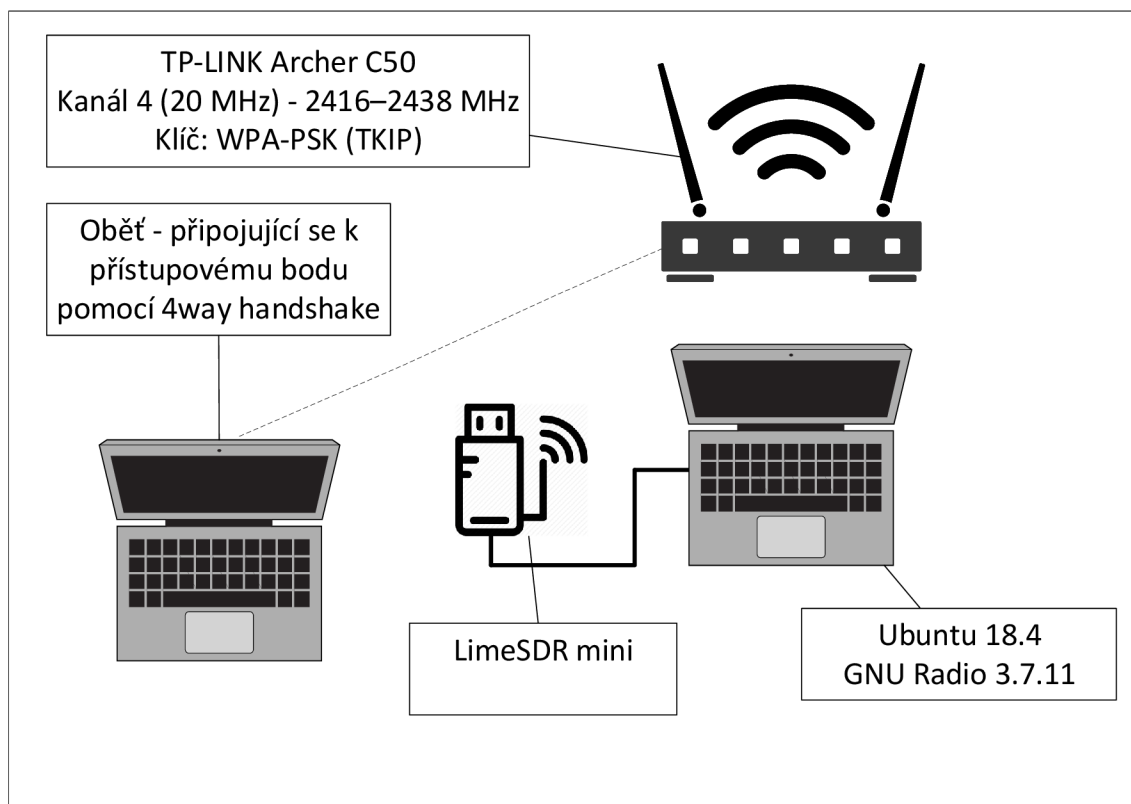 TP-LINK Archer C50
Kanál 4 (20 MHz) - 2416–2438 MHz
Klíč: WPA-PSK (TKIP)
Oběť - připojující se k
přístupovému bodu
pomocí 4way handshake
LimeSDR mini
Ubuntu 18.4
GNU Radio 3.7.11